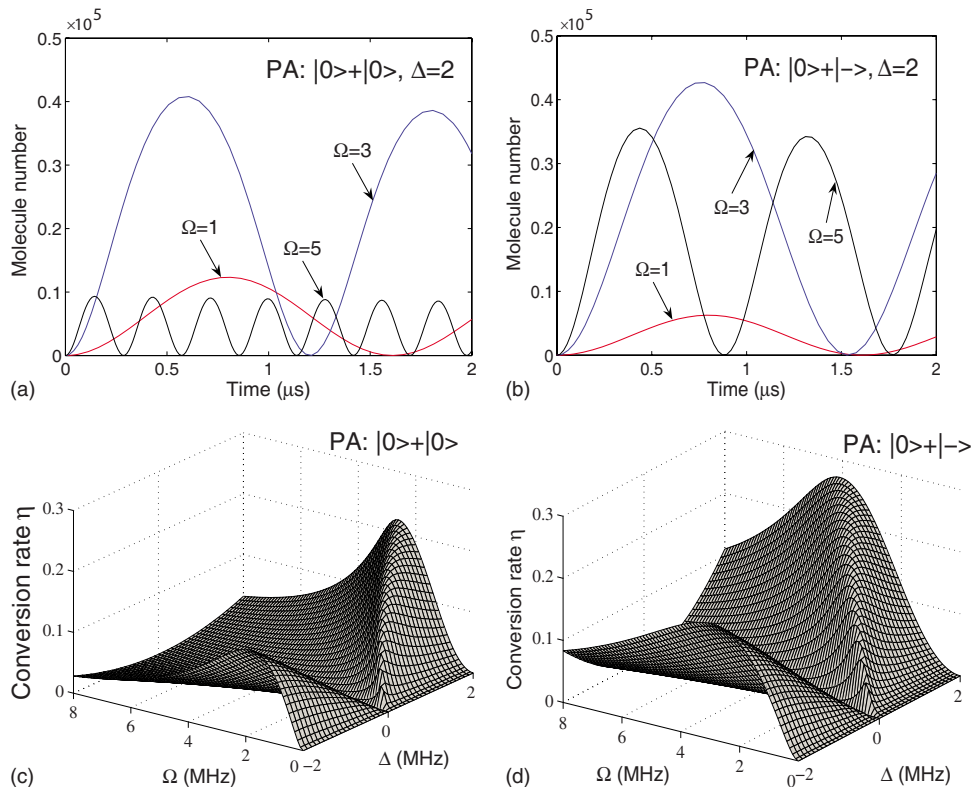 ×10^5
0.5
0.4
0.3
0.2
0.1
0
Molecule number
PA: |0>+|0>, Δ=2
Ω=3
Ω=1
Ω=5
0 0.5 1 1.5 2
Time (μs)
(a)
×10^5
0.5
0.4
0.3
0.2
0.1
0
Molecule number
PA: |0>+|->, Δ=2
Ω=3
Ω=5
Ω=1
0 0.5 1 1.5 2
Time (μs)
(b)
PA: |0>+|0>
0.3
0.2
0.1
0
Conversion rate η
8 6 4 2 0
Ω (MHz)
-2 0 2
Δ (MHz)
(c)
PA: |0>+|->
0.3
0.2
0.1
0
Conversion rate η
8 6 4 2 0
Ω (MHz)
-2 0 2
Δ (MHz)
(d)